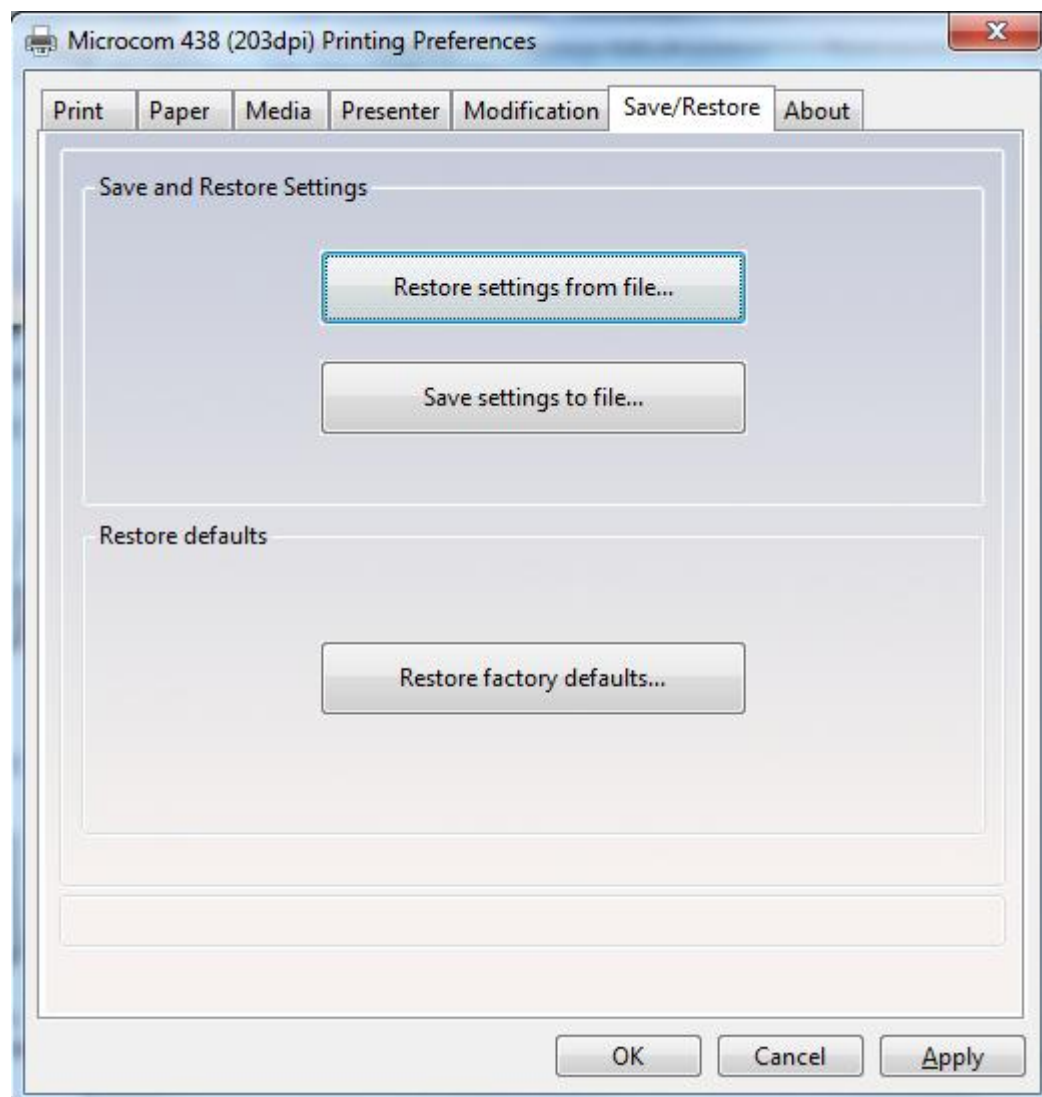 Microcom 438 (203dpi) Printing Preferences
Print Paper Media Presenter Modification Save/Restore About
Save and Restore Settings
Restore settings from file...
Save settings to file...
Restore defaults
Restore factory defaults...
OK Cancel Apply